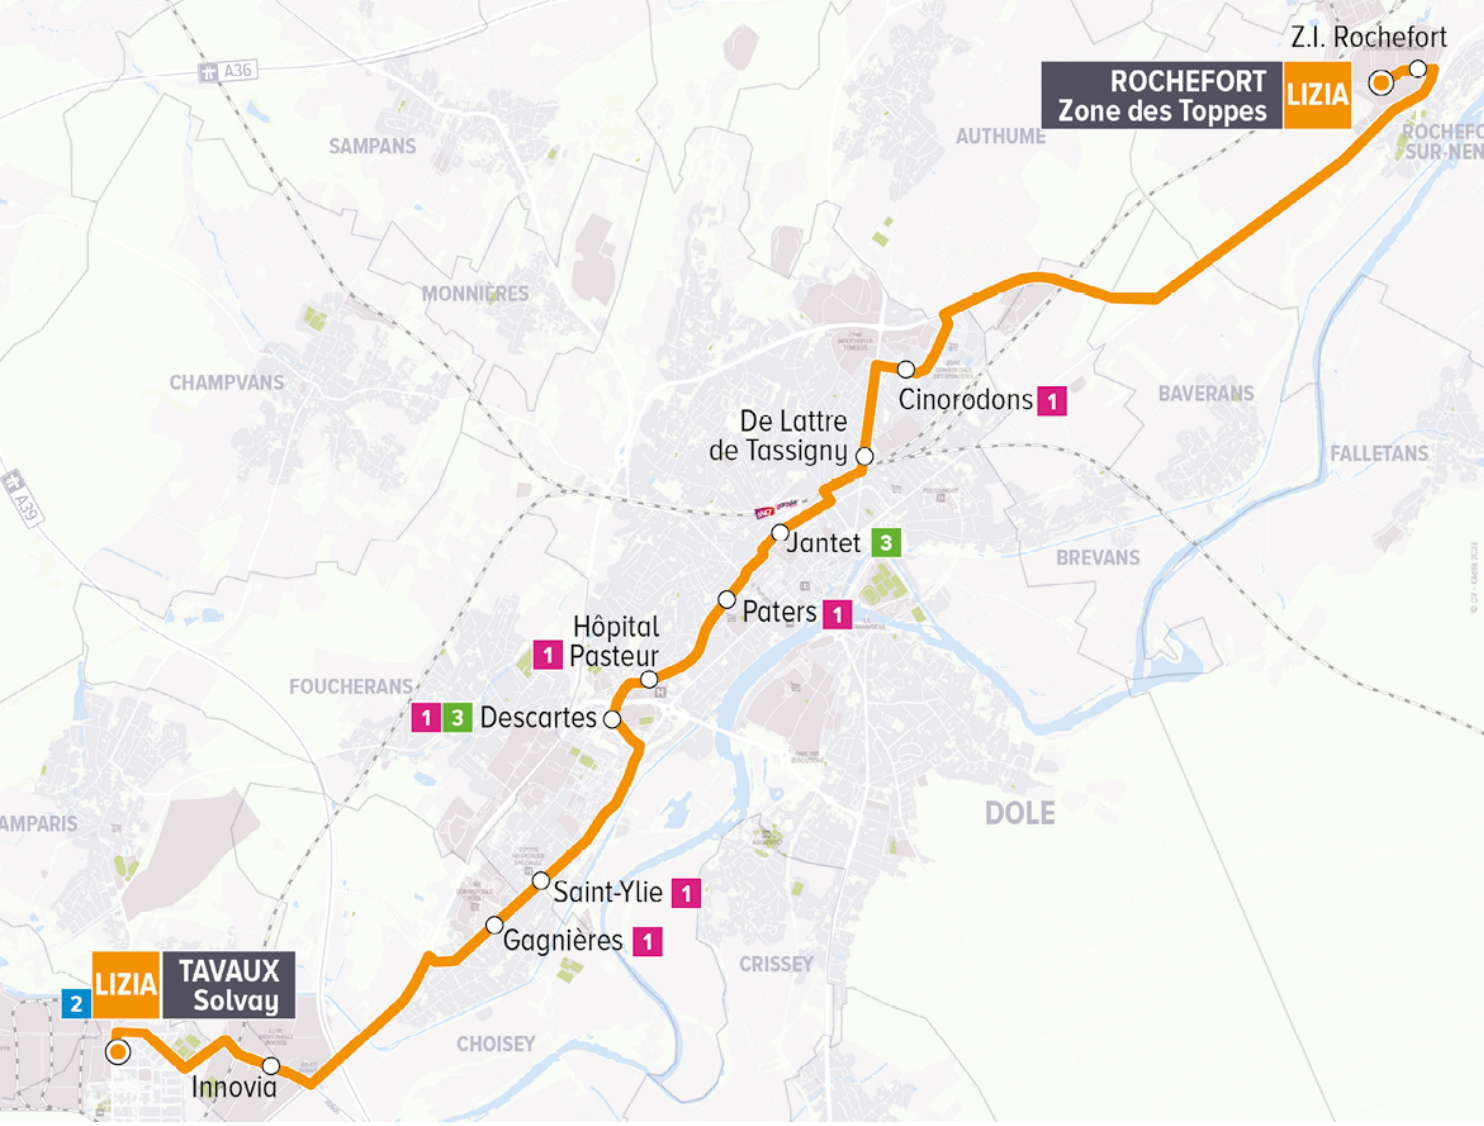 Z.I. Rochefort
A36
ROCHEFORT
Zone des Toppes
LIZIA
AUTHUME
ROCHEFO
SUR-NEN
SAMPANS
MONNIÈRES
CHAMPVANS
Cinorodons 1
BAVERANS
De Lattre
de Tassigny
FALLETANS
A39
SNCF
Jantet 3
BREVANS
Paters 1
Hôpital
1 Pasteur
FOUCHERANS
1 3 Descartes
DOLE
AMPARIS
Saint-Ylie 1
Gagnières 1
CRISSEY
LIZIA
TAVAUX
Solvay
2
CHOISEY
Innovia